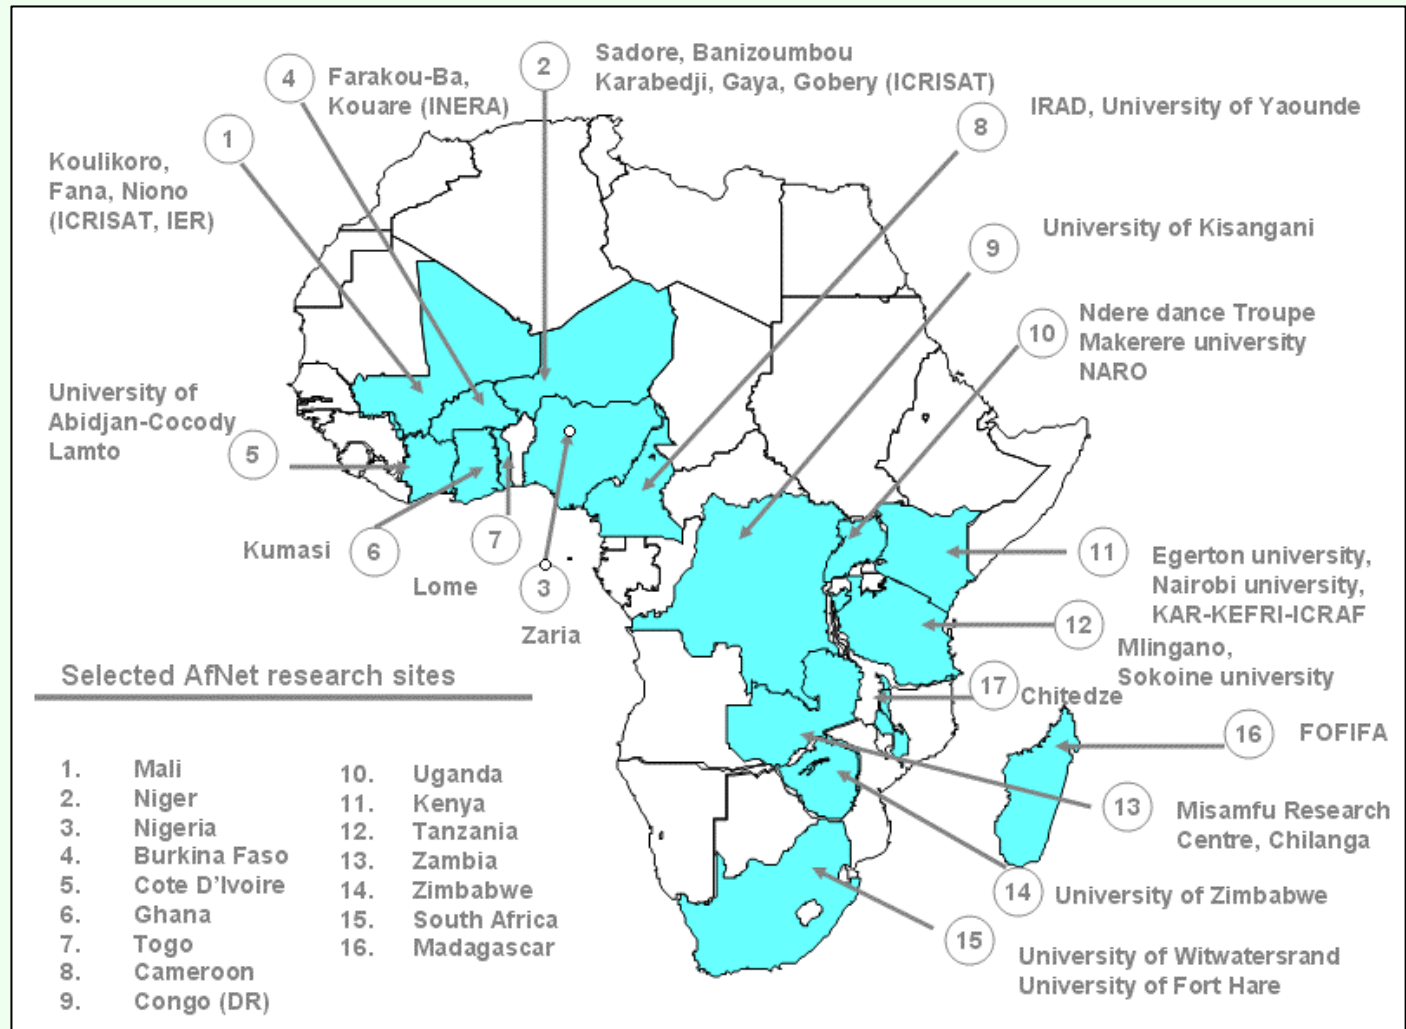 2
Sadore, Banizoumbou
Karabedji, Gaya, Gobery (ICRISAT)
4
Farakou-Ba,
Kouare (INERA)
8
IRAD, University of Yaounde
1
Koulikoro,
Fana, Niono
(ICRISAT, IER)
9
University of Kisangani
10
Ndere dance Troupe
Makerere university
NARO
University of
Abidjan-Cocody
Lamto
5
Kumasi
6
7
Lome
3
Zaria
11
Egerton university,
Nairobi university,
KAR-KEFRI-ICRAF
12
Mlingano,
Sokoine university
17
Chitedze
16
FOFIFA
13
Misamfu Research
Centre, Chilanga
14
University of Zimbabwe
15
University of Witwatersrand
University of Fort Hare
Selected AfNet research sites
1. Mali
2. Niger
3. Nigeria
4. Burkina Faso
5. Cote D'Ivoire
6. Ghana
7. Togo
8. Cameroon
9. Congo (DR)
10. Uganda
11. Kenya
12. Tanzania
13. Zambia
14. Zimbabwe
15. South Africa
16. Madagascar